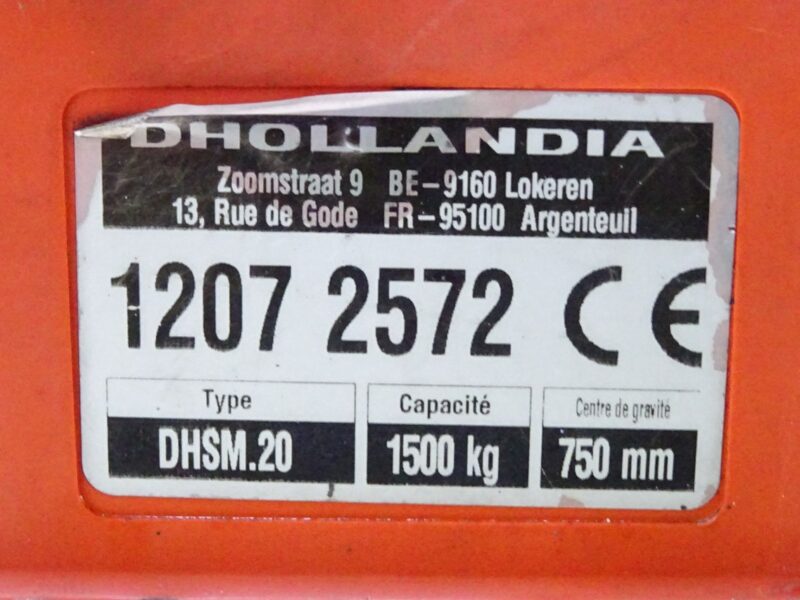 DHOLLANDIA
Zoomstraat 9 BE-9160 Lokeren
13, Rue de Gode FR-95100 Argenteuil
1207 2572 CE
Type Capacité Centre de gravité
DHSM.20 1500 kg 750 mm